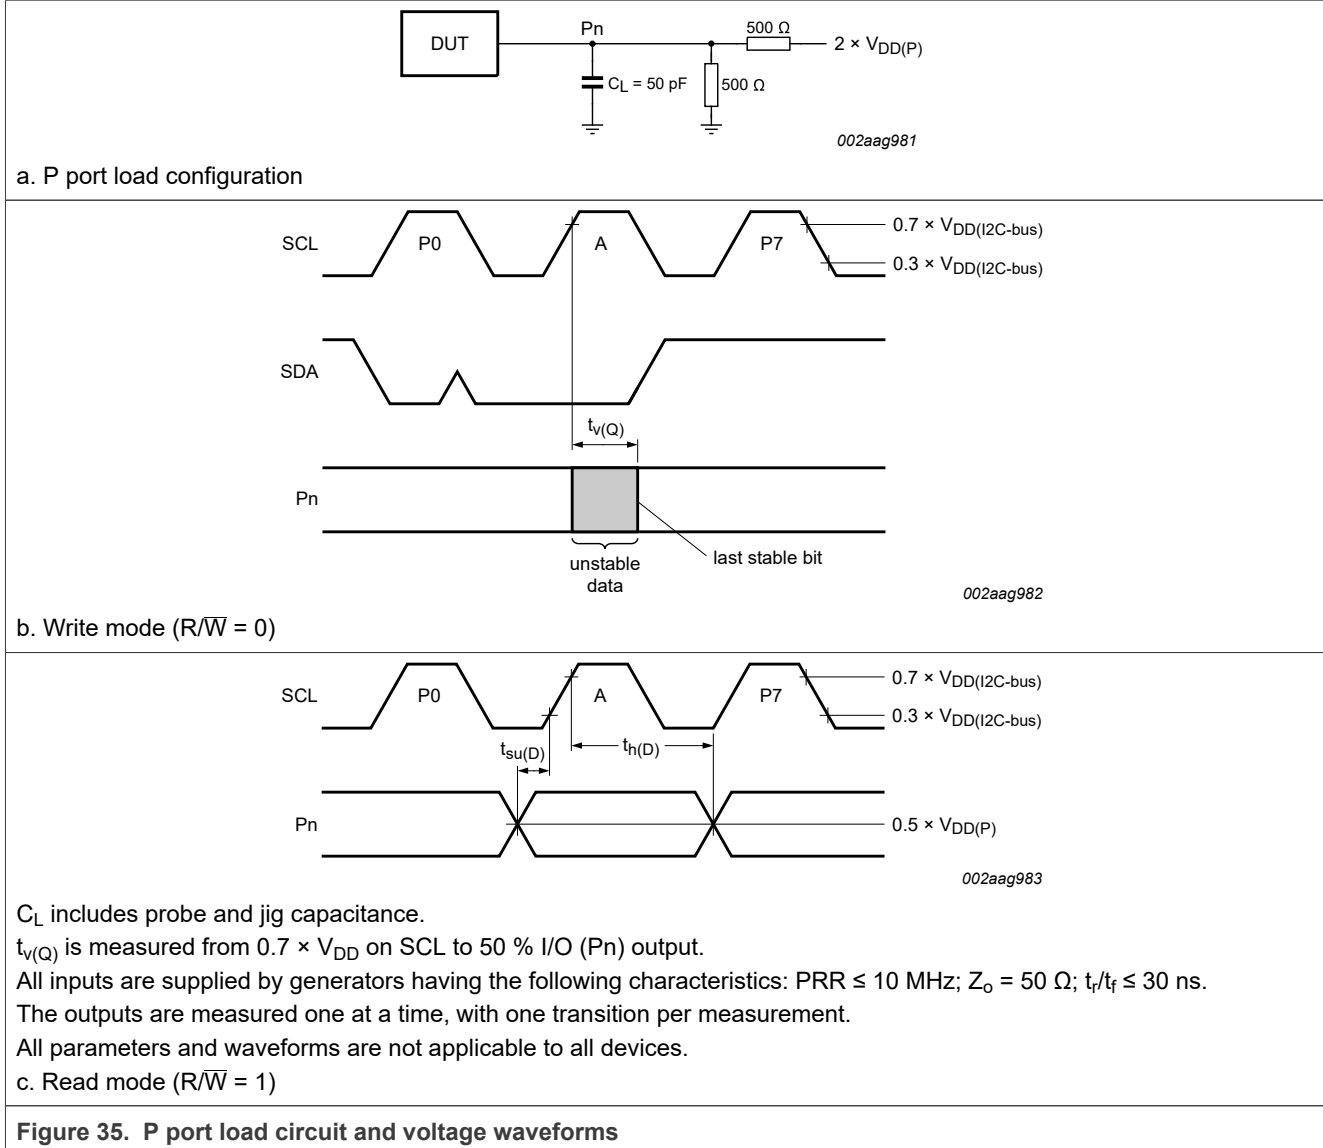 DUT
Pn
500 Ω
2 × VDD(P)
CL = 50 pF
500 Ω
002aag981
a. P port load configuration
SCL
P0
A
P7
0.7 × VDD(I2C-bus)
0.3 × VDD(I2C-bus)
SDA
tv(Q)
Pn
unstable
data
last stable bit
002aag982
b. Write mode (R/W̅ = 0)
SCL
P0
A
P7
0.7 × VDD(I2C-bus)
0.3 × VDD(I2C-bus)
tsu(D)
th(D)
Pn
0.5 × VDD(P)
002aag983
CL includes probe and jig capacitance.
tv(Q) is measured from 0.7 × VDD on SCL to 50 % I/O (Pn) output.
All inputs are supplied by generators having the following characteristics: PRR ≤ 10 MHz; Zo = 50 Ω; tr/tf ≤ 30 ns.
The outputs are measured one at a time, with one transition per measurement.
All parameters and waveforms are not applicable to all devices.
c. Read mode (R/W̅ = 1)
Figure 35. P port load circuit and voltage waveforms